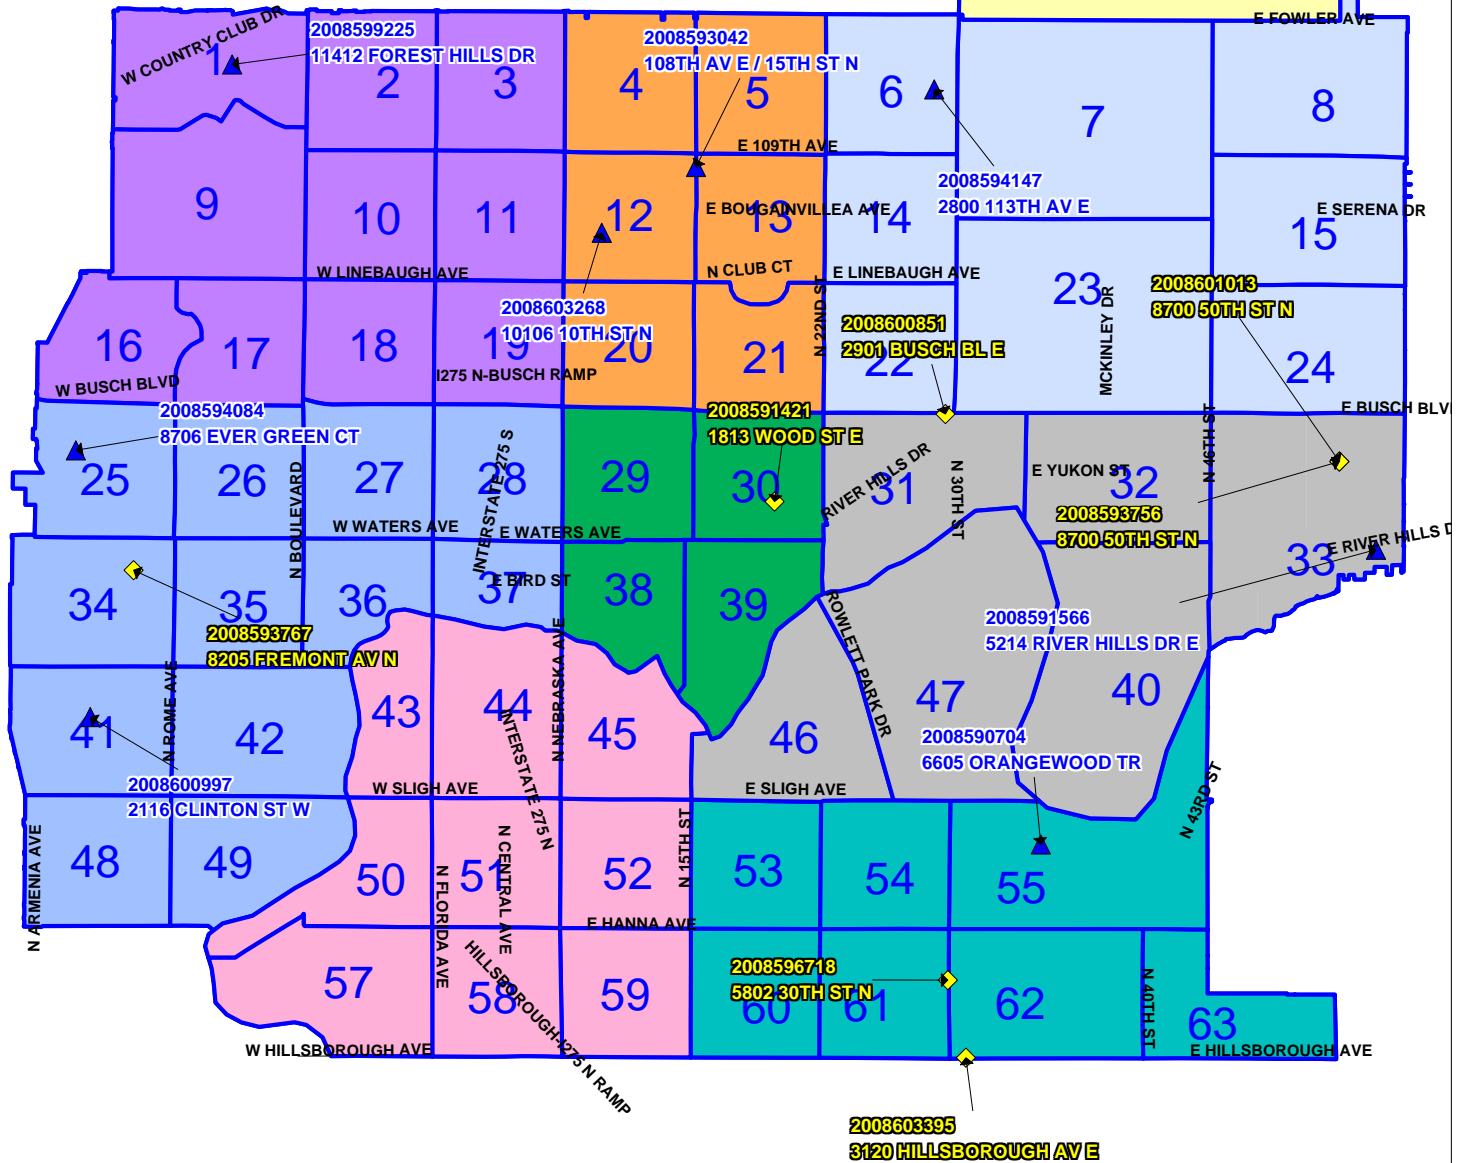 E FOWLER AVE
W COUNTRY CLUB DR
2008599225
11412 FOREST HILLS DR
2008593042
108TH AV E / 15TH ST N
1
2
3
4
5
6
7
8
E 109TH AVE
2008594147
2800 113TH AV E
9
10
11
12
E BOUGAINVILLEA AVE
13
14
15
E SERENA DR
W LINEBAUGH AVE
N CLUB CT
E LINEBAUGH AVE
23
2008601013
8700 50TH ST N
2008603268
10106 10TH ST N
N 22ND ST
MCKINLEY DR
2008600851
2901 BUSCH BL E
16
17
18
19
20
21
22
24
W BUSCH BLVD
I275 N-BUSCH RAMP
2008594084
8706 EVER GREEN CT
2008591421
1813 WOOD ST E
E BUSCH BLV
25
26
27
28
29
30
31
32
N BOULEVARD
INTERSTATE 275 S
RIVER HILLS DR
N 30TH ST
E YUKON ST
N 46TH ST
W WATERS AVE
E WATERS AVE
2008593756
8700 50TH ST N
33
E RIVER HILLS D
34
35
36
37
E BIRD ST
38
39
2008593767
8205 FREMONT AV N
ROWLETT PARK DR
2008591566
5214 RIVER HILLS DR E
N ROME AVE
N NEBRASKA AVE
41
42
43
44
45
46
47
40
2008590704
6605 ORANGEWOOD TR
INTERSTATE 275 N
2008600997
2116 CLINTON ST W
W SLIGH AVE
E SLIGH AVE
N 43RD ST
N ARMENIA AVE
48
49
50
51
52
53
54
55
N FLORIDA AVE
N CENTRAL AVE
N 15TH ST
E HANNA AVE
2008596718
5802 30TH ST N
57
58
59
60
61
62
63
HILLSBOROUGH-I275 N RAMP
N 40TH ST
W HILLSBOROUGH AVE
E HILLSBOROUGH AVE
2008603395
3120 HILLSBOROUGH AV E